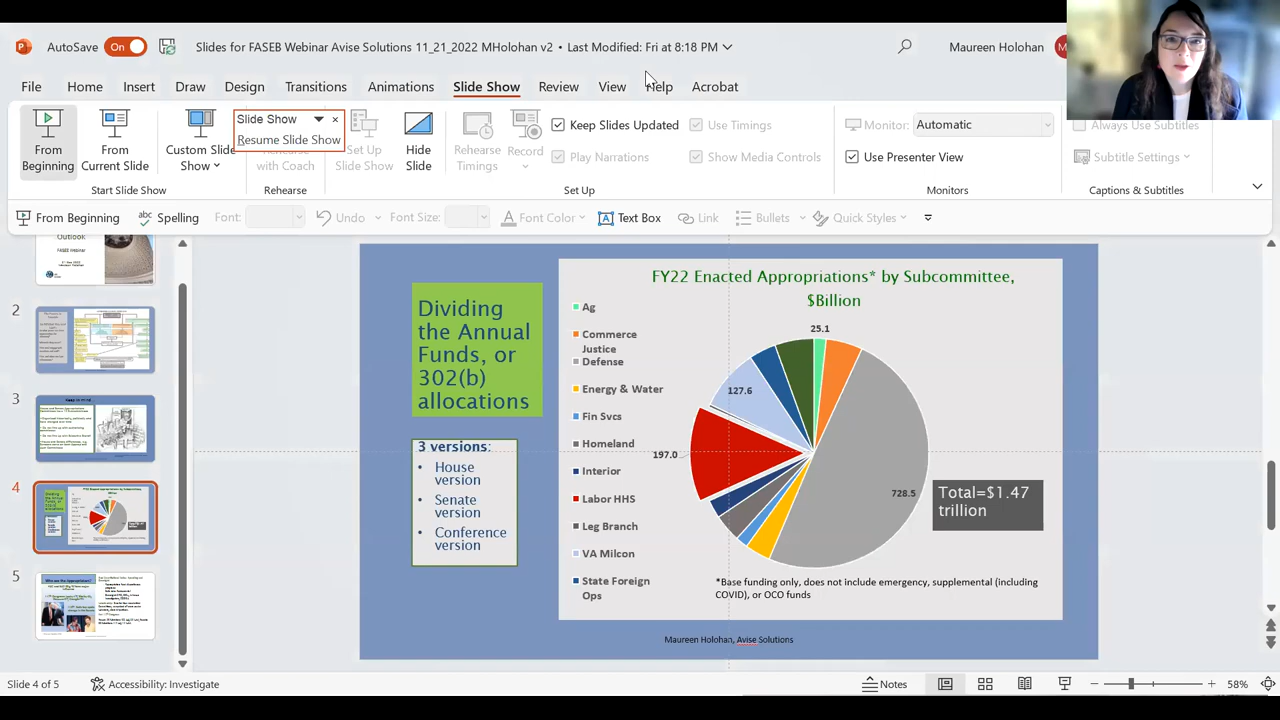 AutoSave
On
Slides for FASEB Webinar Avise Solutions 11_21_2022 MHolohan v2 • Last Modified: Fri at 8:18 PM
Maureen Holohan
File
Home
Insert
Draw
Design
Transitions
Animations
Slide Show
Review
View
Help
Acrobat
From
Beginning
From
Current Slide
Custom Slide
Show
Slide Show
Resume Slide Show
Rehearse
with Coach
Set Up
Slide Show
Hide
Slide
Rehearse
Timings
Record
Keep Slides Updated
Play Narrations
Use Timings
Show Media Controls
Monitor:
Automatic
Use Presenter View
Always Use Subtitles
Subtitle Settings
Start Slide Show
Rehearse
Set Up
Monitors
Captions & Subtitles
From Beginning
abc
Spelling
Font:
Undo
Font Size:
Font Color
Text Box
Link
Bullets
Quick Styles
Outlook
FASEB Webinar
2
3
4
5
Dividing
the Annual
Funds, or
302(b)
allocations
3 versions:
• House
version
• Senate
version
• Conference
version
FY22 Enacted Appropriations* by Subcommittee,
$Billion
Ag
Commerce
Justice
Defense
Energy & Water
Fin Svcs
Homeland
Interior
Labor HHS
Leg Branch
VA Milcon
State Foreign
Ops
25.1
127.6
197.0
728.5
Total=$1.47
trillion
*Base funding only, does not include emergency, supplemental (including
COVID), or OCO funds
Maureen Holohan, Avise Solutions
Slide 4 of 5
Accessibility: Investigate
Notes
58%